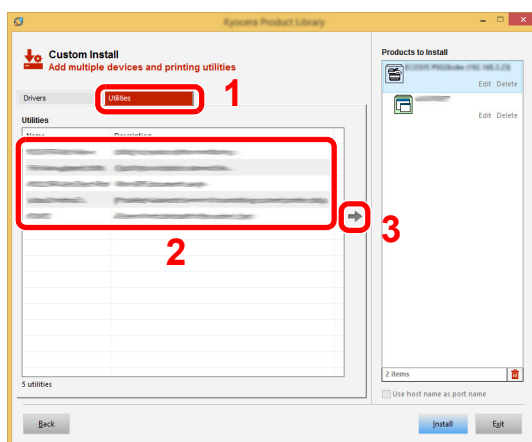 Kyocera Product Library
Custom Install
Add multiple devices and printing utilities
Products to Install
Edit Delete
Edit Delete
Drivers
Utilities
1
Utilities
Name Description
2
3
2 items
5 utilities
Use host name as port name
Back
Install
Exit